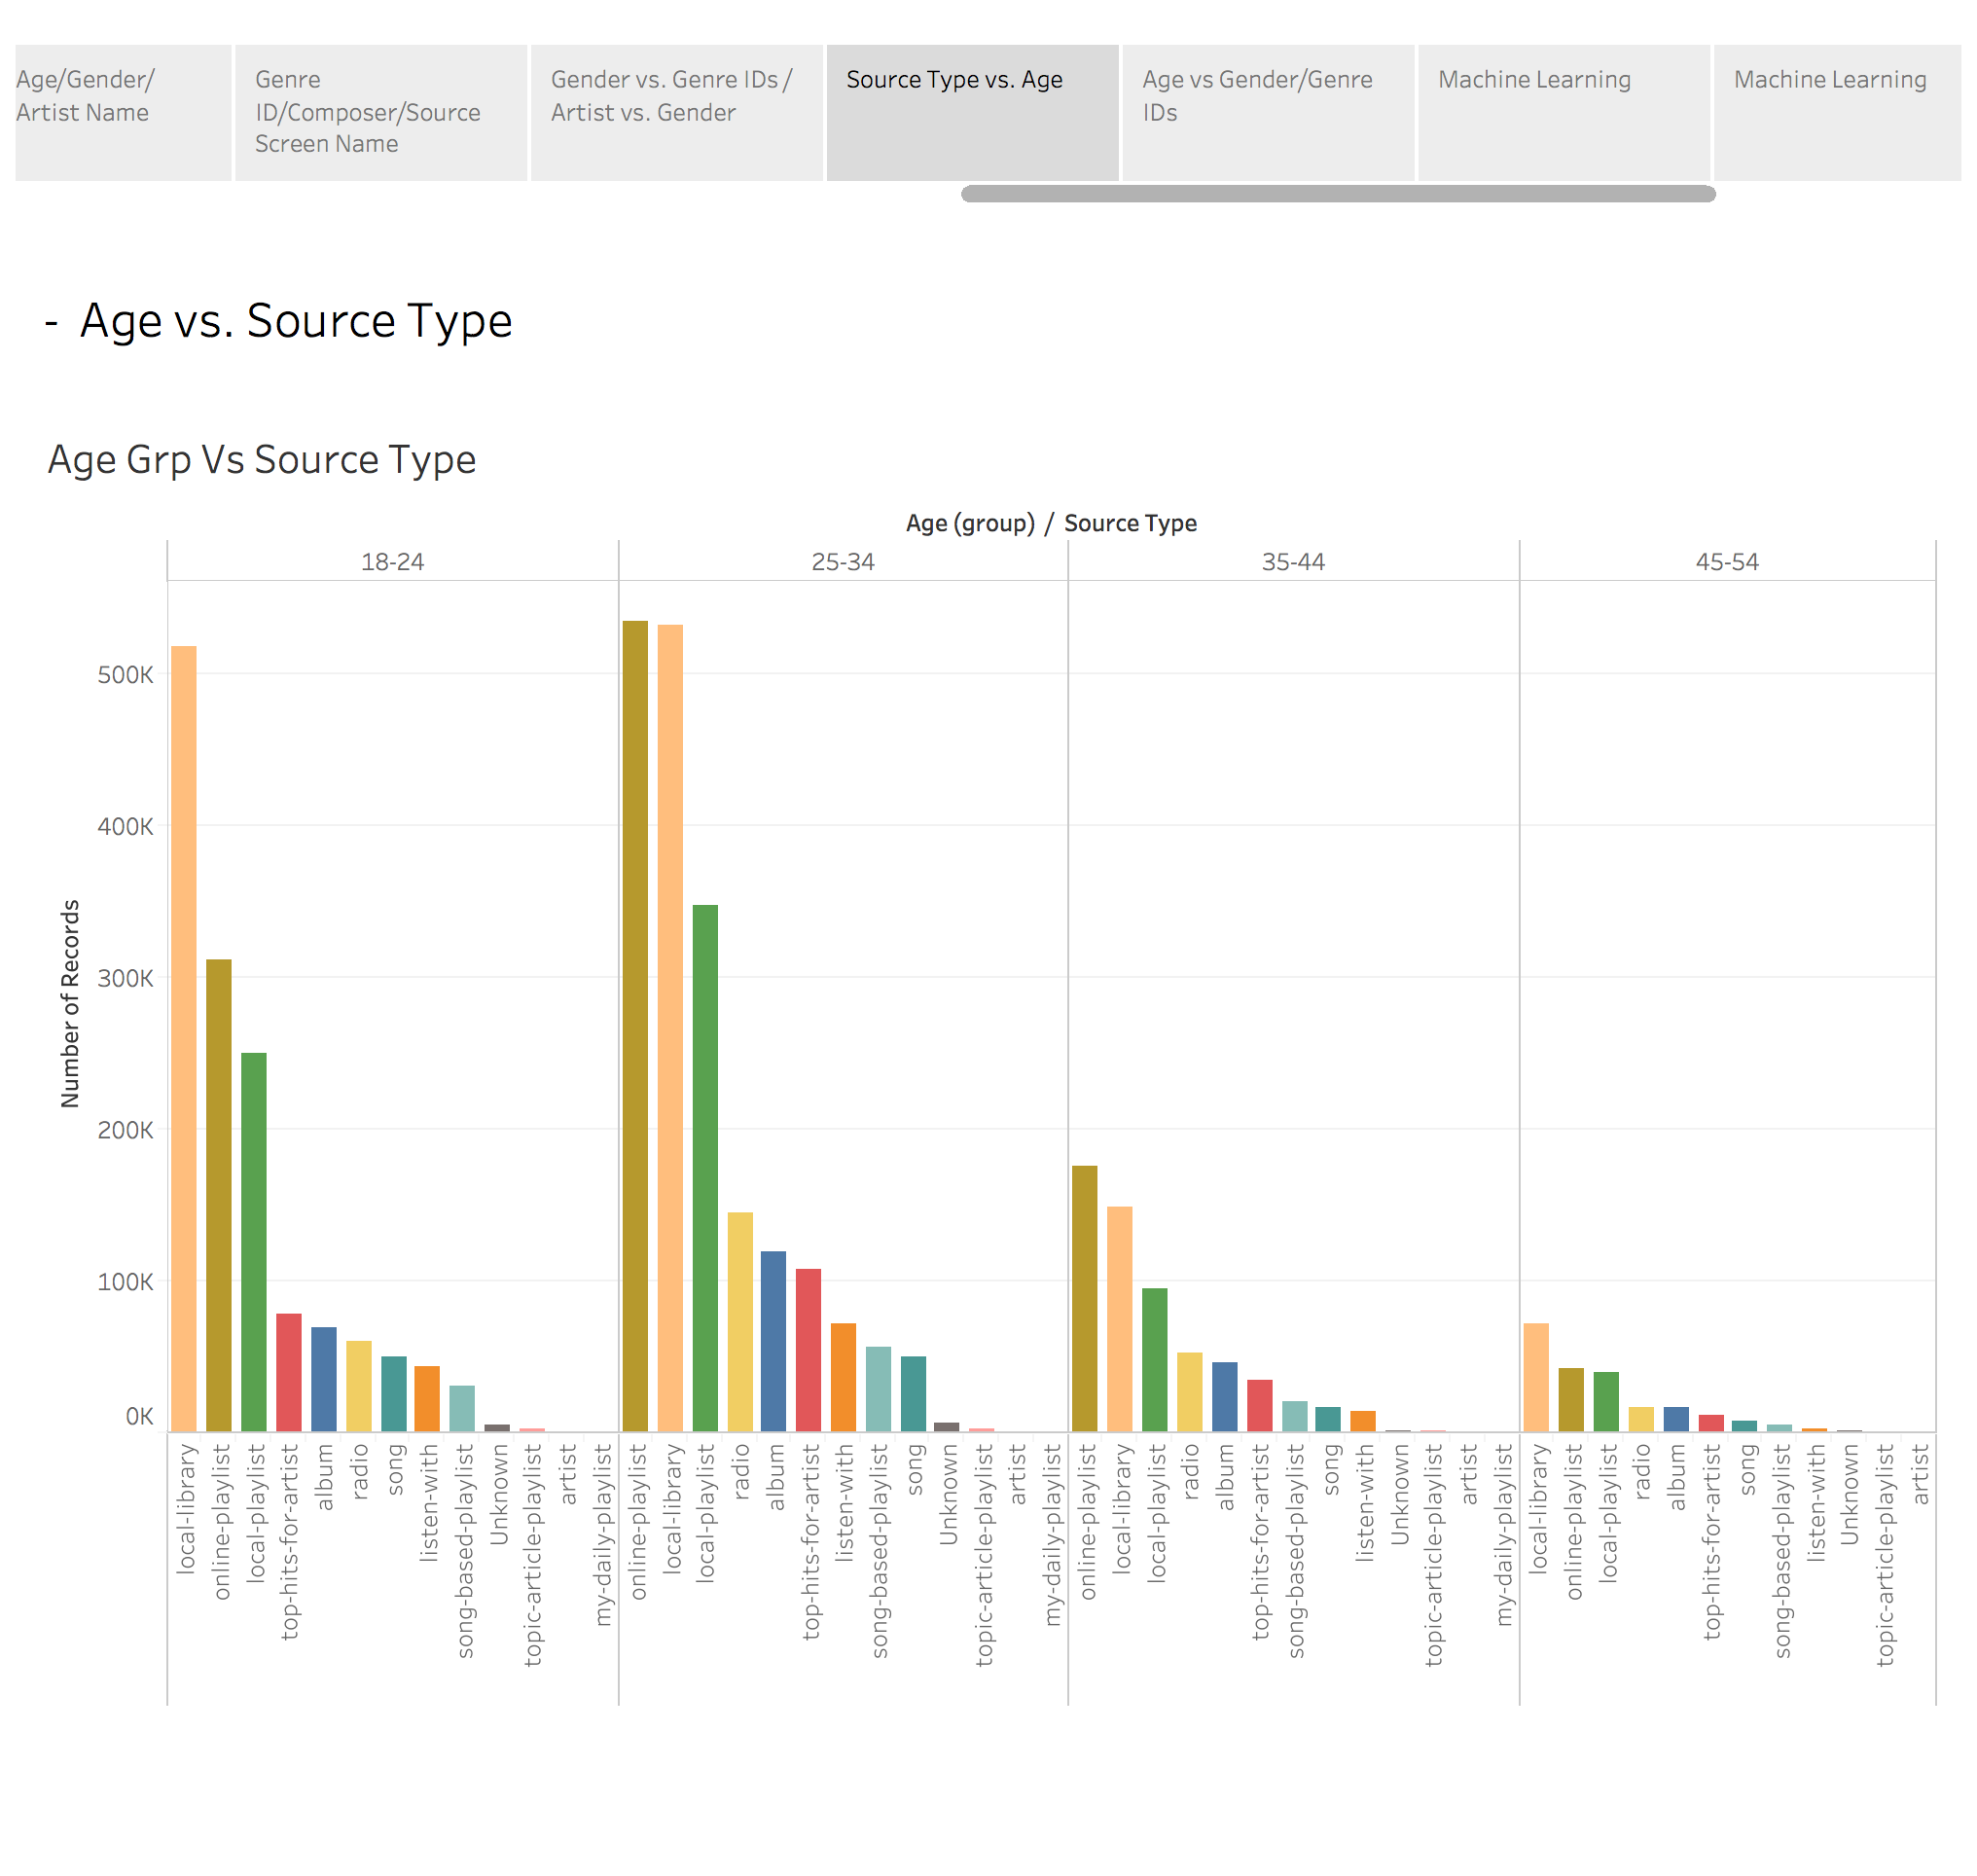 Age/Gender/
Artist Name
Genre
ID/Composer/Source
Screen Name
Gender vs. Genre IDs /
Artist vs. Gender
Source Type vs. Age
Age vs Gender/Genre
IDs
Machine Learning
Machine Learning
- Age vs. Source Type
Age Grp Vs Source Type
Age (group) / Source Type
18-24
25-34
35-44
45-54
Number of Records
500K
400K
300K
200K
100K
0K
local-library
online-playlist
local-playlist
top-hits-for-artist
album
radio
song
listen-with
song-based-playlist
Unknown
topic-article-playlist
artist
my-daily-playlist
online-playlist
local-library
local-playlist
radio
album
top-hits-for-artist
listen-with
song-based-playlist
song
Unknown
topic-article-playlist
artist
my-daily-playlist
online-playlist
local-library
local-playlist
radio
album
top-hits-for-artist
song-based-playlist
song
listen-with
Unknown
topic-article-playlist
artist
my-daily-playlist
local-library
online-playlist
local-playlist
radio
album
top-hits-for-artist
song
song-based-playlist
listen-with
Unknown
topic-article-playlist
artist